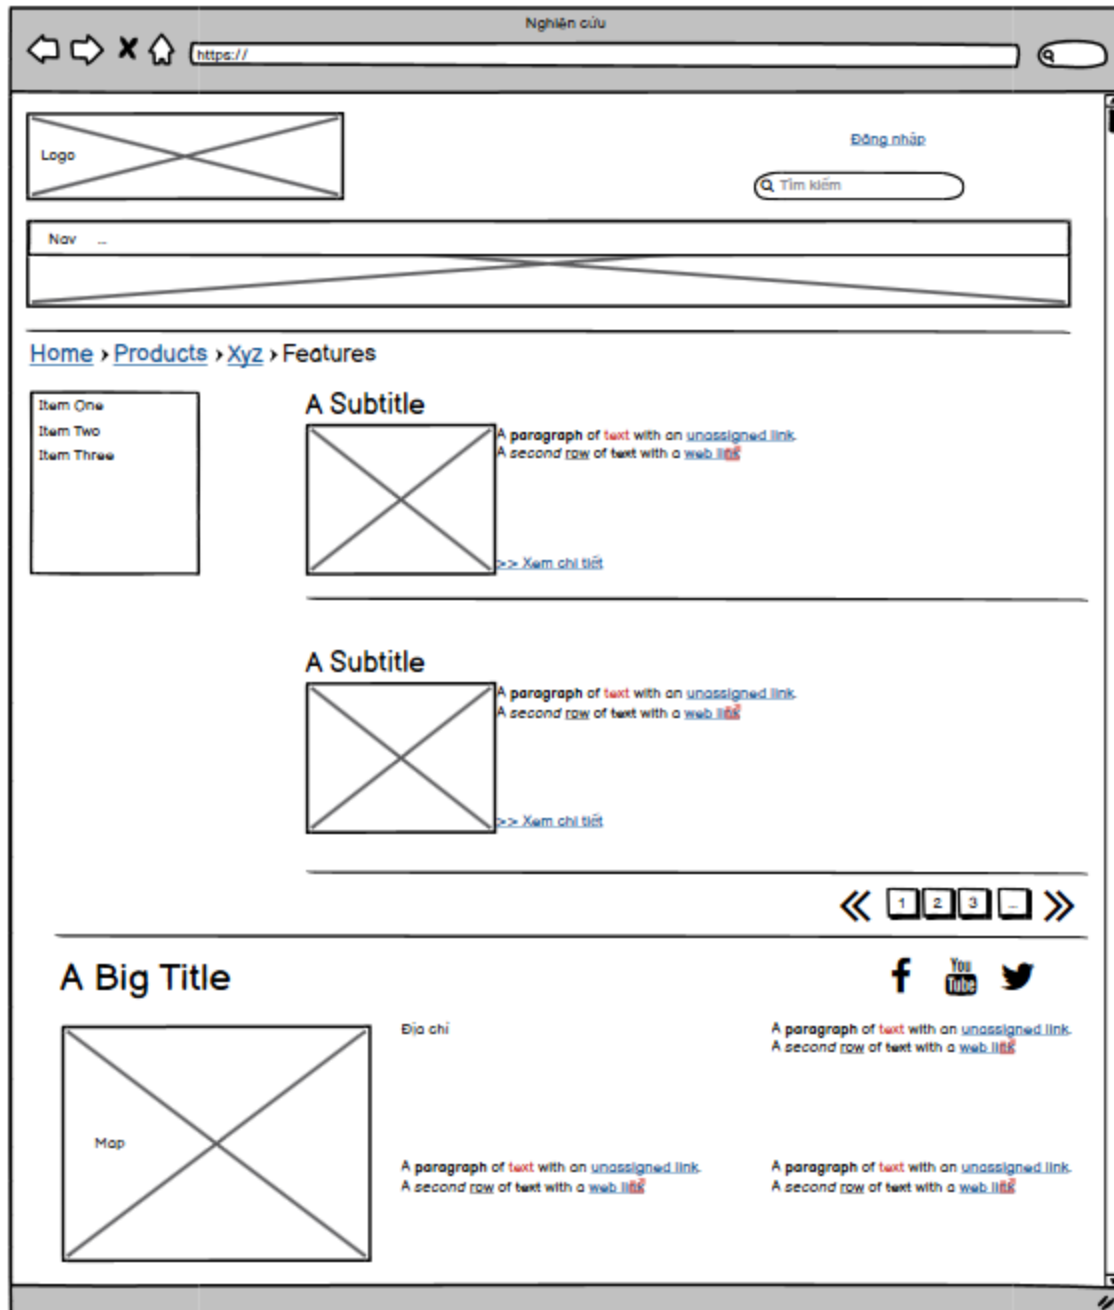 Nghiên cứu
https://
Logo
Đăng nhập
Tìm kiếm
Nav ...
Home › Products › Xyz › Features
Item One
Item Two
Item Three
A Subtitle
A paragraph of text with an unassigned link.
A second row of text with a web link
>> Xem chi tiết
A Subtitle
A paragraph of text with an unassigned link.
A second row of text with a web link
>> Xem chi tiết
1 2 3 ...
A Big Title
f You Tube
Map
Địa chỉ
A paragraph of text with an unassigned link.
A second row of text with a web link
A paragraph of text with an unassigned link.
A second row of text with a web link
A paragraph of text with an unassigned link.
A second row of text with a web link